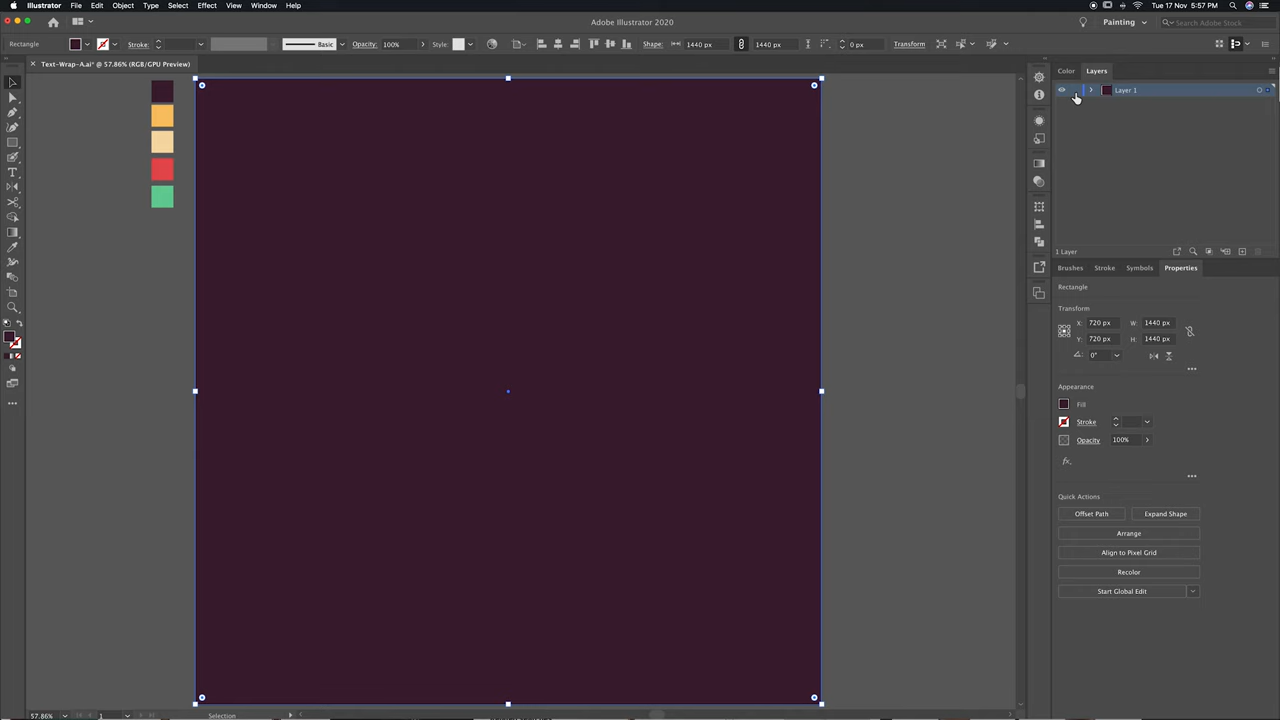 Illustrator File Edit Object Type Select Effect View Window Help
Tue 17 Nov 5:57 PM
Adobe Illustrator 2020
Painting
Search Adobe Stock
Rectangle
Stroke:
Basic
Opacity: 100%
Style:
Shape: 1440 px 1440 px 0 px Transform
Text-Wrap-A.ai* @ 57.86% (RGB/GPU Preview)
Color Layers
Layer 1
1 Layer
Brushes Stroke Symbols Properties
Rectangle
Transform
X: 720 px W: 1440 px
Y: 720 px H: 1440 px
0°
Appearance
Fill
Stroke
Opacity 100%
fx.
Quick Actions
Offset Path Expand Shape
Arrange
Align to Pixel Grid
Recolor
Start Global Edit
57.86% 1 Selection